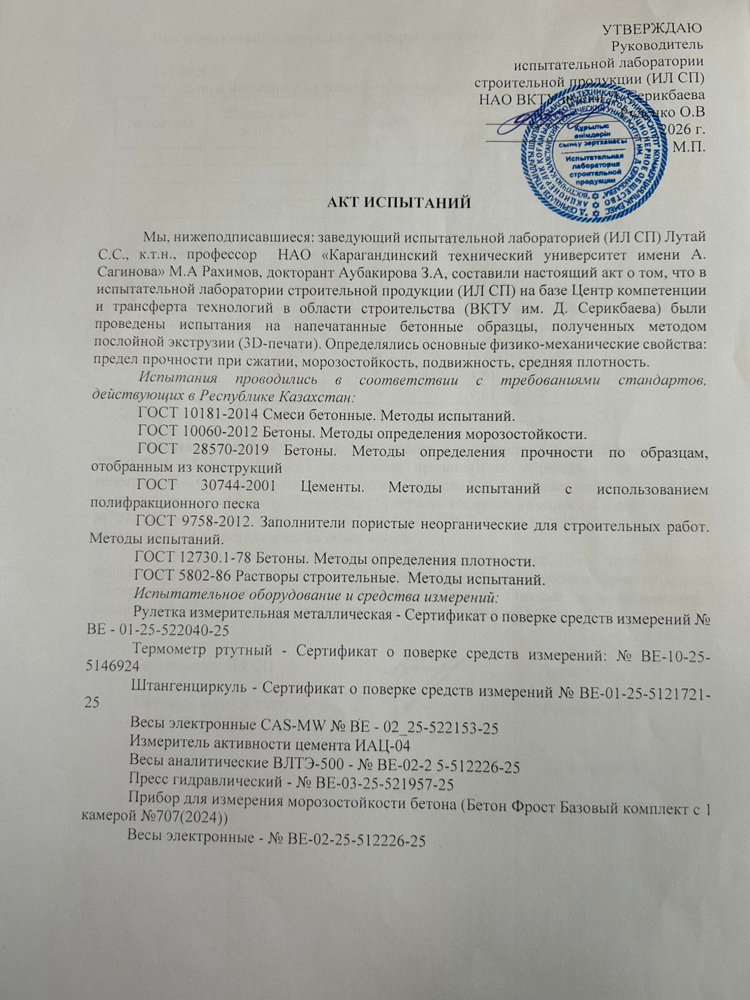 УТВЕРЖДАЮ
Руководитель
испытательной лаборатории
строительной продукции (ИЛ СП)
НАО ВКТУ имени Д. Серикбаева
О.В
2026 г.
М.П.
Құрылыс
өнімдерін
сынау зертханасы
Испытательная
лаборатория
строительной
продукции
АКТ ИСПЫТАНИЙ
Мы, нижеподписавшиеся: заведующий испытательной лабораторией (ИЛ СП) Лутай
С.С., к.т.н., профессор НАО «Карагандинский технический университет имени А.
Сагинова» М.А Рахимов, докторант Аубакирова З.А, составили настоящий акт о том, что в
испытательной лаборатории строительной продукции (ИЛ СП) на базе Центр компетенции
и трансферта технологий в области строительства (ВКТУ им. Д. Серикбаева) были
проведены испытания на напечатанные бетонные образцы, полученных методом
послойной экструзии (3D-печати). Определялись основные физико-механические свойства:
предел прочности при сжатии, морозостойкость, подвижность, средняя плотность.
Испытания проводились в соответствии с требованиями стандартов,
действующих в Республике Казахстан:
ГОСТ 10181-2014 Смеси бетонные. Методы испытаний.
ГОСТ 10060-2012 Бетоны. Методы определения морозостойкости.
ГОСТ 28570-2019 Бетоны. Методы определения прочности по образцам,
отобранным из конструкций
ГОСТ 30744-2001 Цементы. Методы испытаний с использованием
полифракционного песка
ГОСТ 9758-2012. Заполнители пористые неорганические для строительных работ.
Методы испытаний.
ГОСТ 12730.1-78 Бетоны. Методы определения плотности.
ГОСТ 5802-86 Растворы строительные. Методы испытаний.
Испытательное оборудование и средства измерений:
Рулетка измерительная металлическая - Сертификат о поверке средств измерений №
ВЕ - 01-25-522040-25
Термометр ртутный - Сертификат о поверке средств измерений: № ВЕ-10-25-
5146924
Штангенциркуль - Сертификат о поверке средств измерений № ВЕ-01-25-5121721-
25
Весы электронные CAS-MW № ВЕ - 02_25-522153-25
Измеритель активности цемента ИАЦ-04
Весы аналитические ВЛТЭ-500 - № ВЕ-02-2 5-512226-25
Пресс гидравлический - № ВЕ-03-25-521957-25
Прибор для измерения морозостойкости бетона (Бетон Фрост Базовый комплект с 1
камерой №707(2024))
Весы электронные - № ВЕ-02-25-512226-25